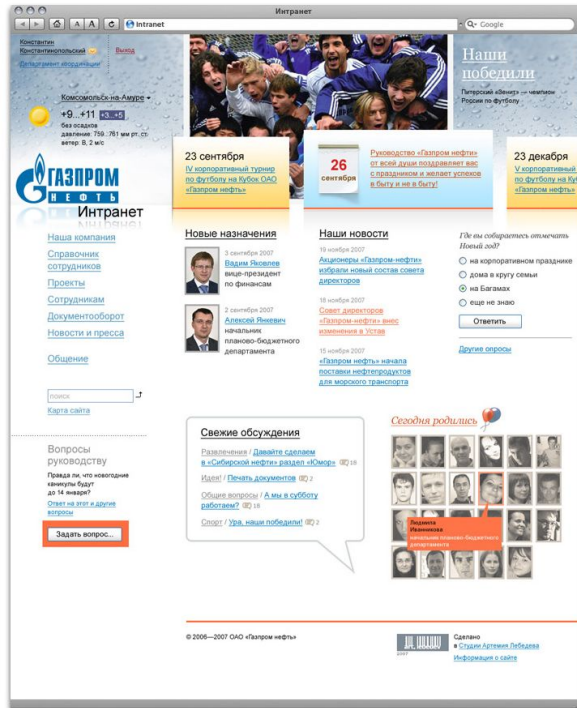 Интранет
Intranet
Google
Константин
Константинопольский
Выход
Департамент координации
Наши
победили
Питерский «Зенит» — чемпион
России по футболу
Комсомольск-на-Амуре
+9...+11 +3...+5
без осадков
давление: 759...761 мм рт. ст.
ветер: В, 2 м/с
23 сентября
IV корпоративный турнир
по футболу на Кубок ОАО
«Газпром нефть»
26
сентября
Руководство «Газпром нефти»
от всей души поздравляет вас
с праздником и желает успехов
в быту и не в быту!
23 декабря
V корпоративный
по футболу на Куб
«Газпром нефть»
ГАЗПРОМ
НЕФТЬ
Интранет
Наша компания
Справочник
сотрудников
Проекты
Сотрудникам
Документооборот
Новости и пресса
Общение
поиск
Карта сайта
Вопросы
руководству
Правда ли, что новогодние
каникулы будут
до 14 января?
Ответ на этот и другие
вопросы
Задать вопрос...
Новые назначения
3 сентября 2007
Вадим Яковлев
вице-президент
по финансам
2 сентября 2007
Алексей Янкевич
начальник
планово-бюджетного
департамента
Наши новости
19 ноября 2007
Акционеры «Газпром-нефти»
избрали новый состав совета
директоров
18 ноября 2007
Совет директоров
«Газпром-нефти» внес
изменения в Устав
15 ноября 2007
«Газпром нефть» начала
поставки нефтепродуктов
для морского транспорта
Где вы собираетесь отмечать
Новый год?
на корпоративном празднике
дома в кругу семьи
на Багамах
еще не знаю
Ответить
Другие опросы
Свежие обсуждения
Развлечения / Давайте сделаем
в «Сибирской нефти» раздел «Юмор» 18
Идея! / Печать документов 2
Общие вопросы / А мы в субботу
работаем? 18
Спорт / Ура, наши победили! 2
Сегодня родились
Людмила
Иванникова
начальник планово-бюджетного
департамента
© 2006—2007 ОАО «Газпром нефть»
2007
Сделано
в Студии Артемия Лебедева
Информация о сайте